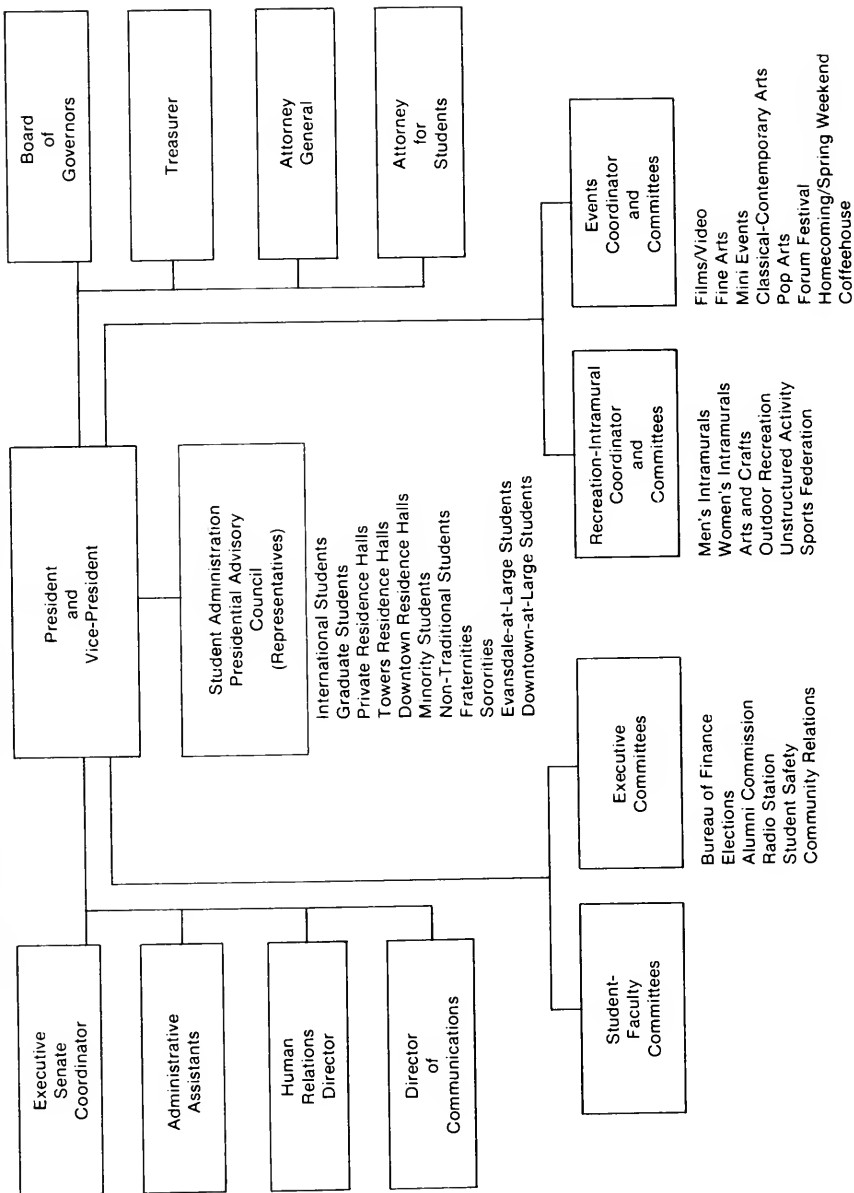 Executive
Senate
Coordinator
Administrative
Assistants
Human
Relations
Director
Director
of
Communications
President
and
Vice-President
Student Administration
Presidential Advisory
Council
(Representatives)
International Students
Graduate Students
Private Residence Halls
Towers Residence Halls
Downtown Residence Halls
Minority Students
Non-Traditional Students
Fraternities
Sororities
Evansdale-at-Large Students
Downtown-at-Large Students
Board
of
Governors
Treasurer
Attorney
General
Attorney
for
Students
Student-
Faculty
Committees
Executive
Committees
Bureau of Finance
Elections
Alumni Commission
Radio Station
Student Safety
Community Relations
Recreation-Intramural
Coordinator
and
Committees
Men's Intramurals
Women's Intramurals
Arts and Crafts
Outdoor Recreation
Unstructured Activity
Sports Federation
Events
Coordinator
and
Committees
Films/Video
Fine Arts
Mini Events
Classical-Contemporary Arts
Pop Arts
Forum Festival
Homecoming/Spring Weekend
Coffeehouse